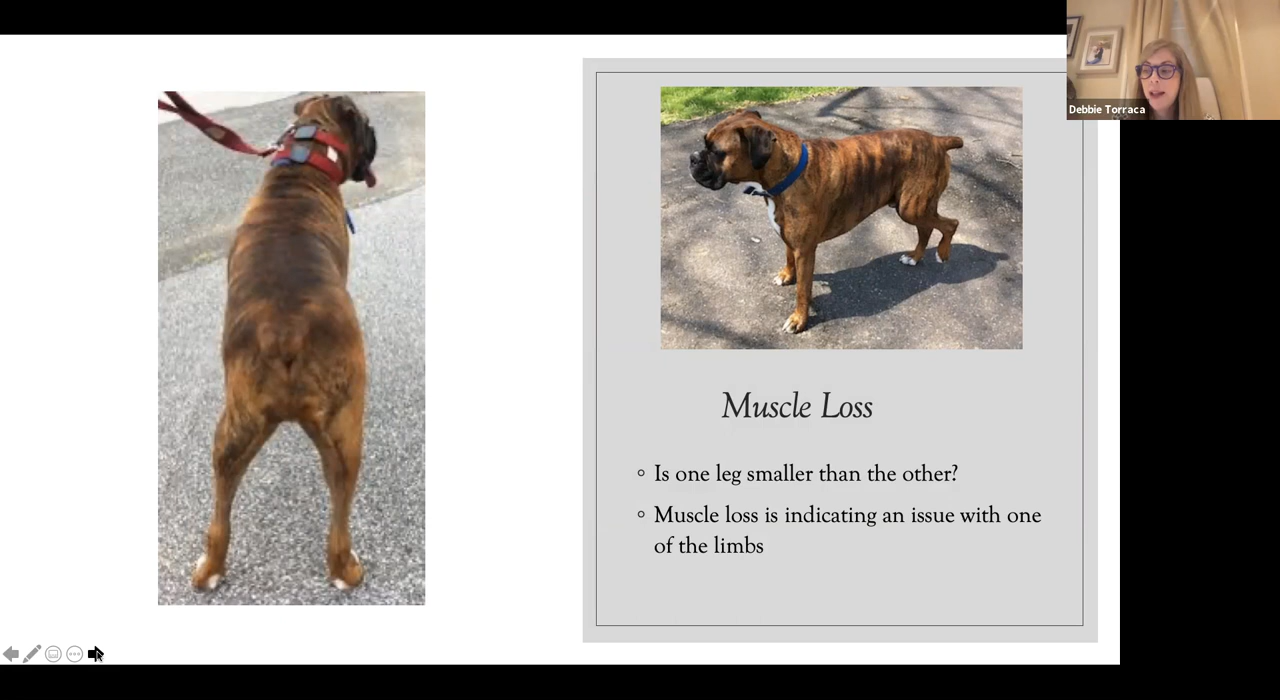 Debbie Torraca
Muscle Loss
Is one leg smaller than the other?
Muscle loss is indicating an issue with one
of the limbs